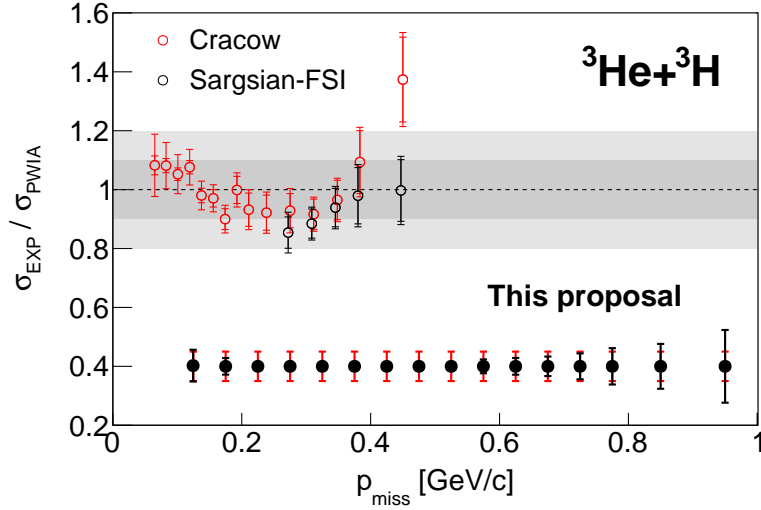 1.6
1.4
1.2
1
0.8
0.6
0.4
0.2
σEXP / σPWIA
Cracow
Sargsian-FSI
³He+³H
This proposal
0 0.2 0.4 0.6 0.8 1
pmiss [GeV/c]